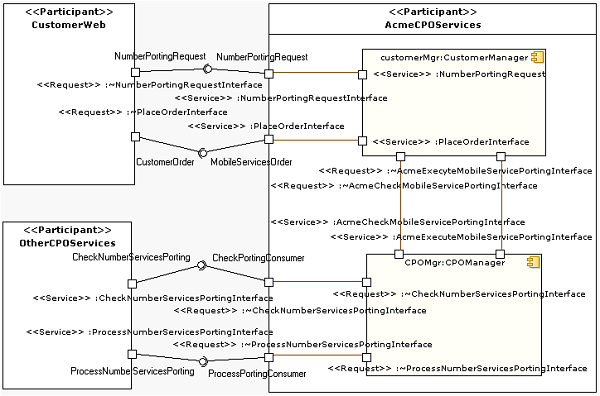 <<Participant>>
CustomerWeb
<<Participant>>
AcmeCPOServices
NumberPortingRequest
NumberPortingRequest
customerMgr:CustomerManager
<<Service>> :NumberPortingRequest
<<Request>> :~NumberPortingRequestInterface
<<Service>> :NumberPortingRequestInterface
<<Request>> :~PlaceOrderInterface
<<Service>> :PlaceOrderInterface
<<Service>> :PlaceOrderInterface
CustomerOrder
MobileServicesOrder
<<Request>> :~AcmeExecyteMobileServicePortingInterface
<<Request>> :~AcmeCheckMobileServicePortingInterface
<<Participant>>
OtherCPOServices
<<Service>> :AcmeCheckMobileServicePortingInterface
<<Service>> :AcmeExecuteMobileServicePortingInterface
CheckNumberServicesPorting
CheckPortingConsumer
CPOMgr:CPOManager
<<Service>> :CheckNumberServicesPortingInterface
<<Request>> :~CheckNumberServicesPortingInterface
<<Request>> :~CheckNumberServicesPortingInterface
<<Service>> :ProcessNumberServicesPortingInterface
<<Request>> :~ProcessNumberServicesPortingInterface
ProcessNumberServicesPorting
ProcessPortingConsumer
<<Request>> :~ProcessNumberServicesPortingInterface